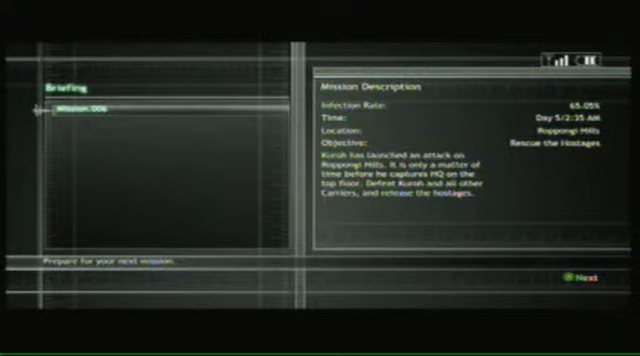 Briefing
Mission 006
Mission Description
Infection Rate: 65.05%
Time: Day 5/2:35 AM
Location: Roppongi Hills
Objective: Rescue the Hostages
Kuroh has launched an attack on
Roppongi Hills. It is only a matter of
time before he captures HQ on the
top floor. Defeat Kuroh and all other
Carriers, and release the hostages.
Prepare for your next mission.
Next